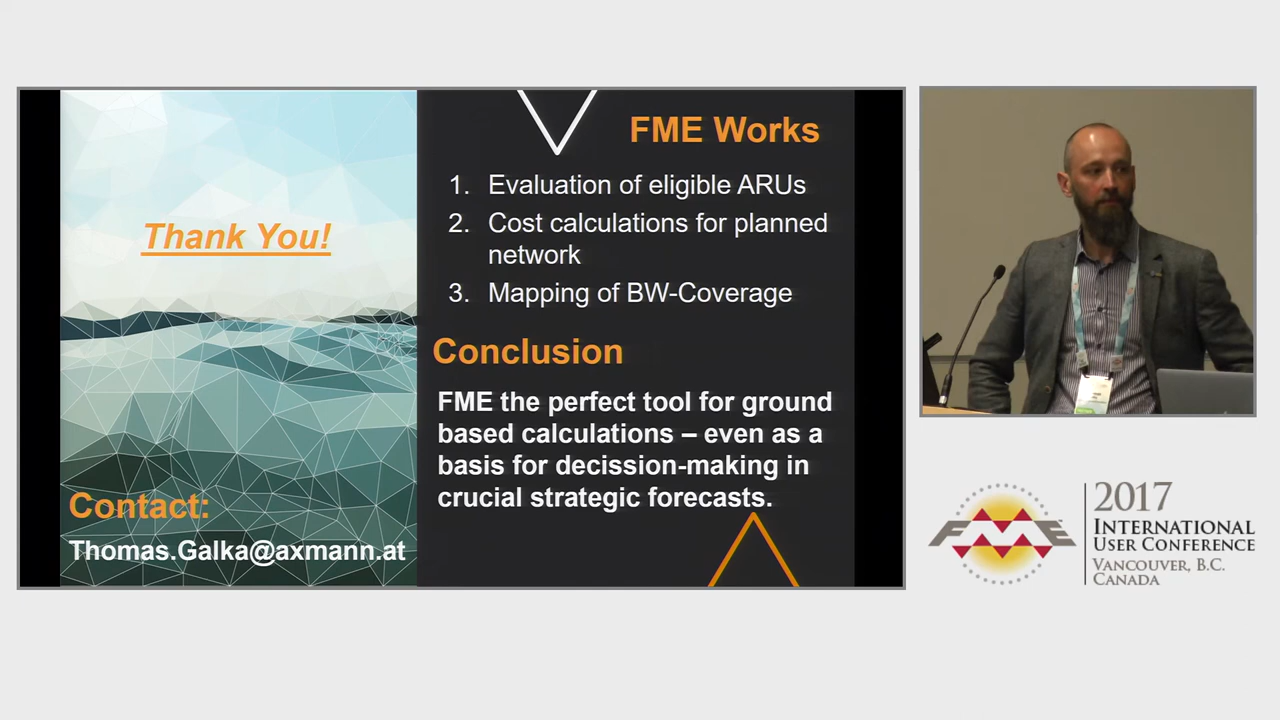 Thank You!
Contact:
Thomas.Galka@axmann.at
FME Works
1. Evaluation of eligible ARUs
2. Cost calculations for planned
network
3. Mapping of BW-Coverage
Conclusion
FME the perfect tool for ground
based calculations – even as a
basis for decission-making in
crucial strategic forecasts.
FME
2017
INTERNATIONAL
USER CONFERENCE
VANCOUVER, B.C.
CANADA